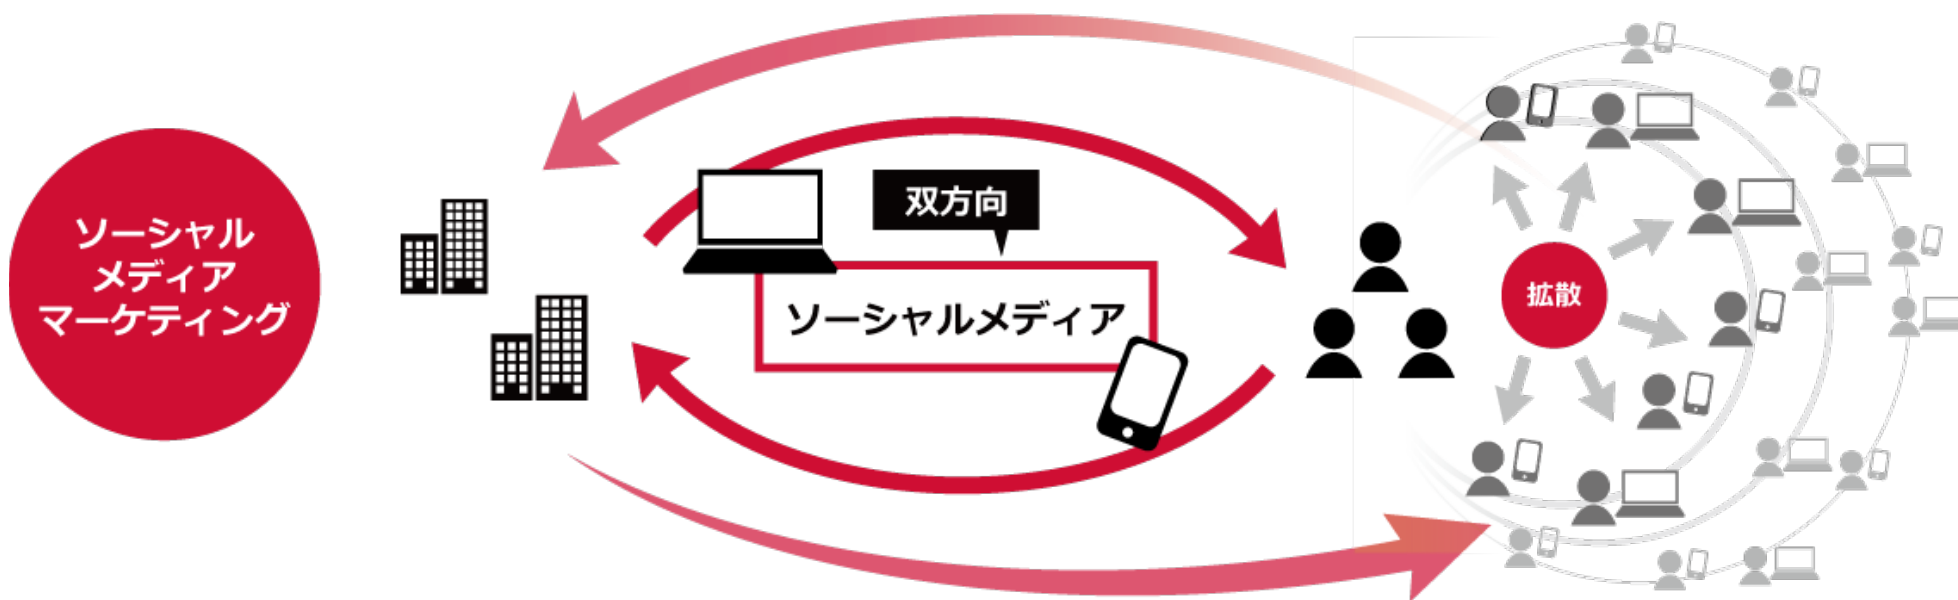 ソーシャル
メディア
マーケティング
双方向
ソーシャルメディア
拡散